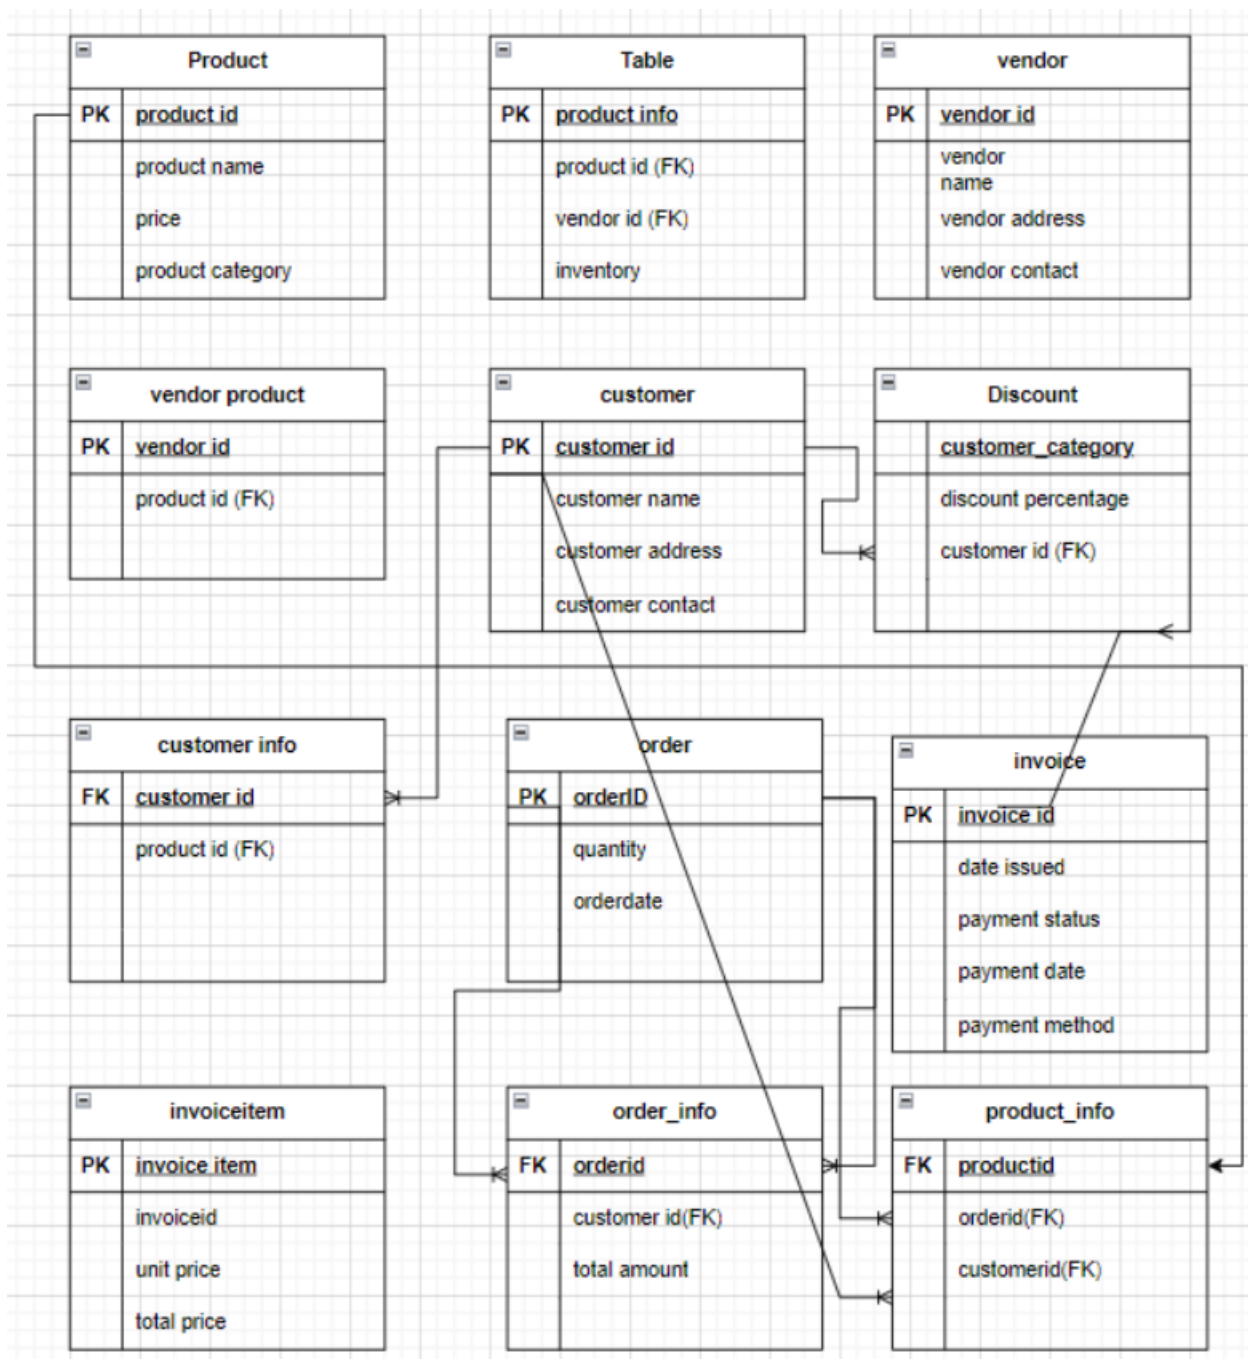 Product
PK product id
product name
price
product category
Table
PK product info
product id (FK)
vendor id (FK)
inventory
vendor
PK vendor id
vendor
name
vendor address
vendor contact
vendor product
PK vendor id
product id (FK)
customer
PK customer id
customer name
customer address
customer contact
Discount
customer_category
discount percentage
customer id (FK)
customer info
FK customer id
product id (FK)
order
PK orderID
quantity
orderdate
invoice
PK invoice id
date issued
payment status
payment date
payment method
invoiceitem
PK invoice item
invoiceid
unit price
total price
order_info
FK orderid
customer id(FK)
total amount
product_info
FK productid
orderid(FK)
customerid(FK)